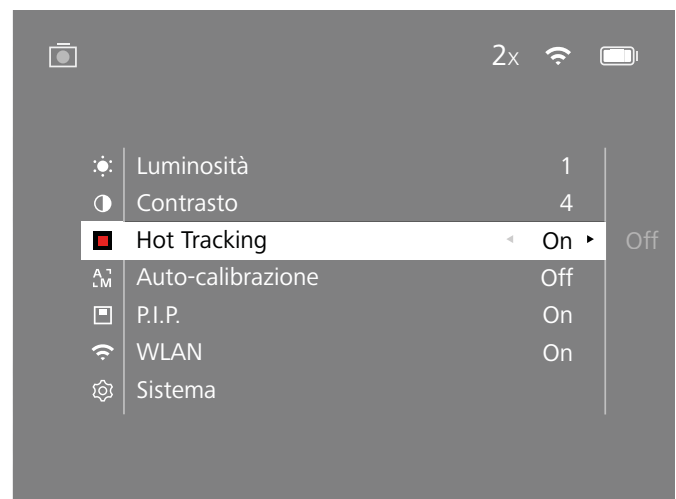 2x
Luminosità 1
Contrasto 4
Hot Tracking On Off
Auto-calibrazione Off
P.I.P. On
WLAN On
Sistema